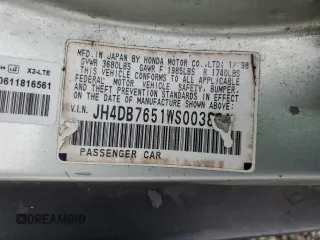 X2-LTE
0611816561
MFD. IN JAPAN BY HONDA MOTOR CO., LTD. 1/'98
GVWR 3680LBS GAWR F 1985LBS R 1740LBS
THIS VEHICLE CONFORMS TO ALL APPLICABLE
FEDERAL MOTOR VEHICLE SAFETY,
BUMPER, AND THEFT PREVENTION
STANDARDS IN EFFECT ON THE DATE OF
MANUFACTURE SHOWN ABOVE.
V.I.N. JH4DB7651WS003
PASSENGER CAR
DREAMBID